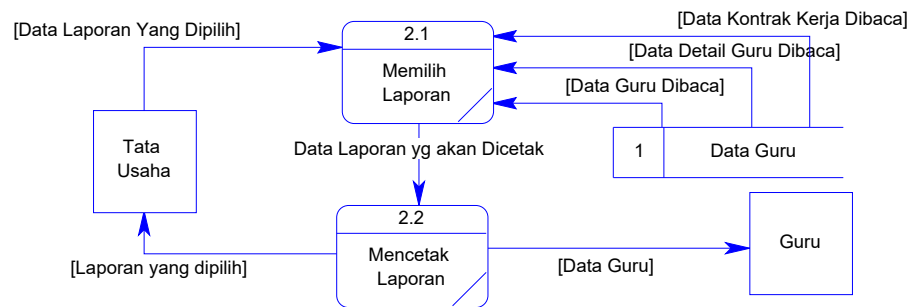 [Data Laporan Yang Dipilih]
2.1
Memilih
Laporan
[Data Kontrak Kerja Dibaca]
[Data Detail Guru Dibaca]
[Data Guru Dibaca]
Tata
Usaha
Data Laporan yg akan Dicetak
1
Data Guru
2.2
Mencetak
Laporan
[Laporan yang dipilih]
[Data Guru]
Guru